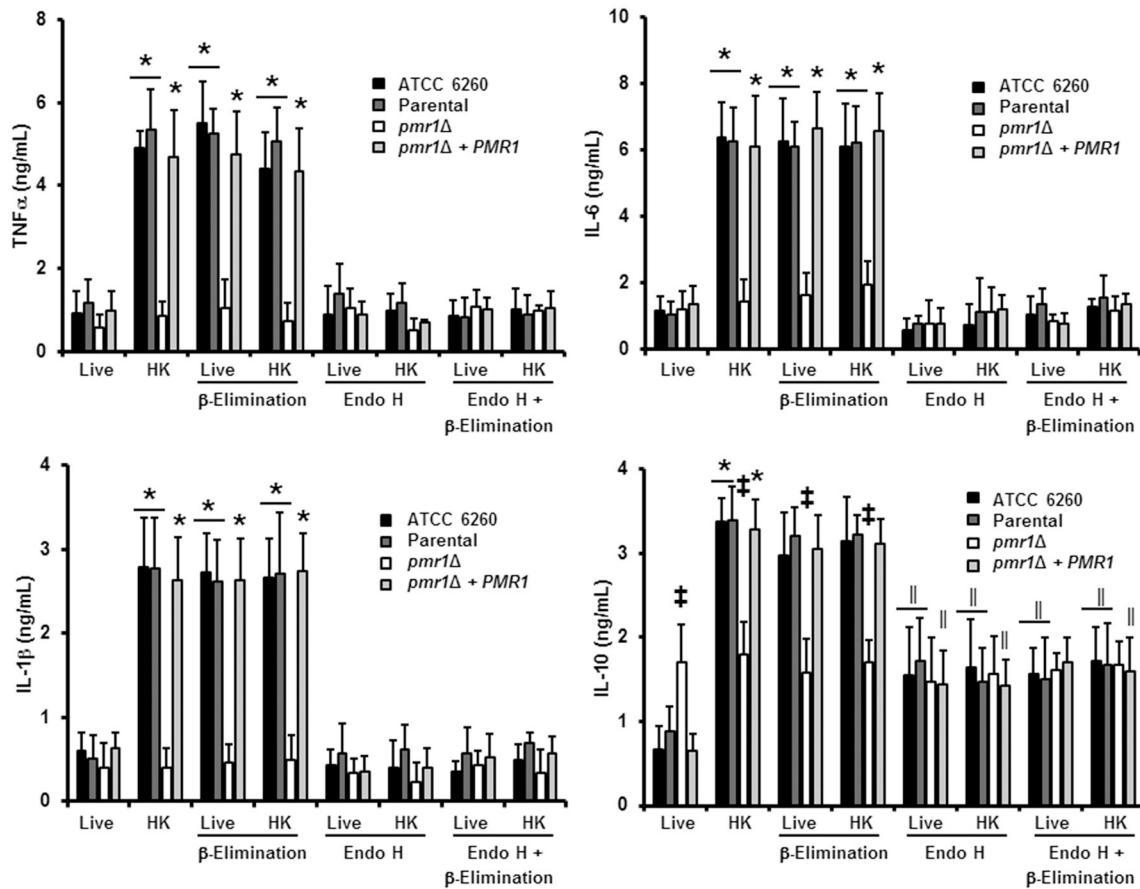 TNFα (ng/mL)
8
6
4
2
0
* * * * * *
ATCC 6260
Parental
pmr1Δ
pmr1Δ + PMR1
Live HK Live HK Live HK Live HK
β-Elimination Endo H Endo H +
β-Elimination
IL-6 (ng/mL)
10
8
6
4
2
0
* * * * * *
ATCC 6260
Parental
pmr1Δ
pmr1Δ + PMR1
Live HK Live HK Live HK Live HK
β-Elimination Endo H Endo H +
β-Elimination
IL-1β (ng/mL)
4
3
2
1
0
* * * * * *
ATCC 6260
Parental
pmr1Δ
pmr1Δ + PMR1
Live HK Live HK Live HK Live HK
β-Elimination Endo H Endo H +
β-Elimination
IL-10 (ng/mL)
4
3
2
1
0
‡ * ‡ * ‡ ‡ || || || || || || ||
ATCC 6260
Parental
pmr1Δ
pmr1Δ + PMR1
Live HK Live HK Live HK Live HK
β-Elimination Endo H Endo H +
β-Elimination